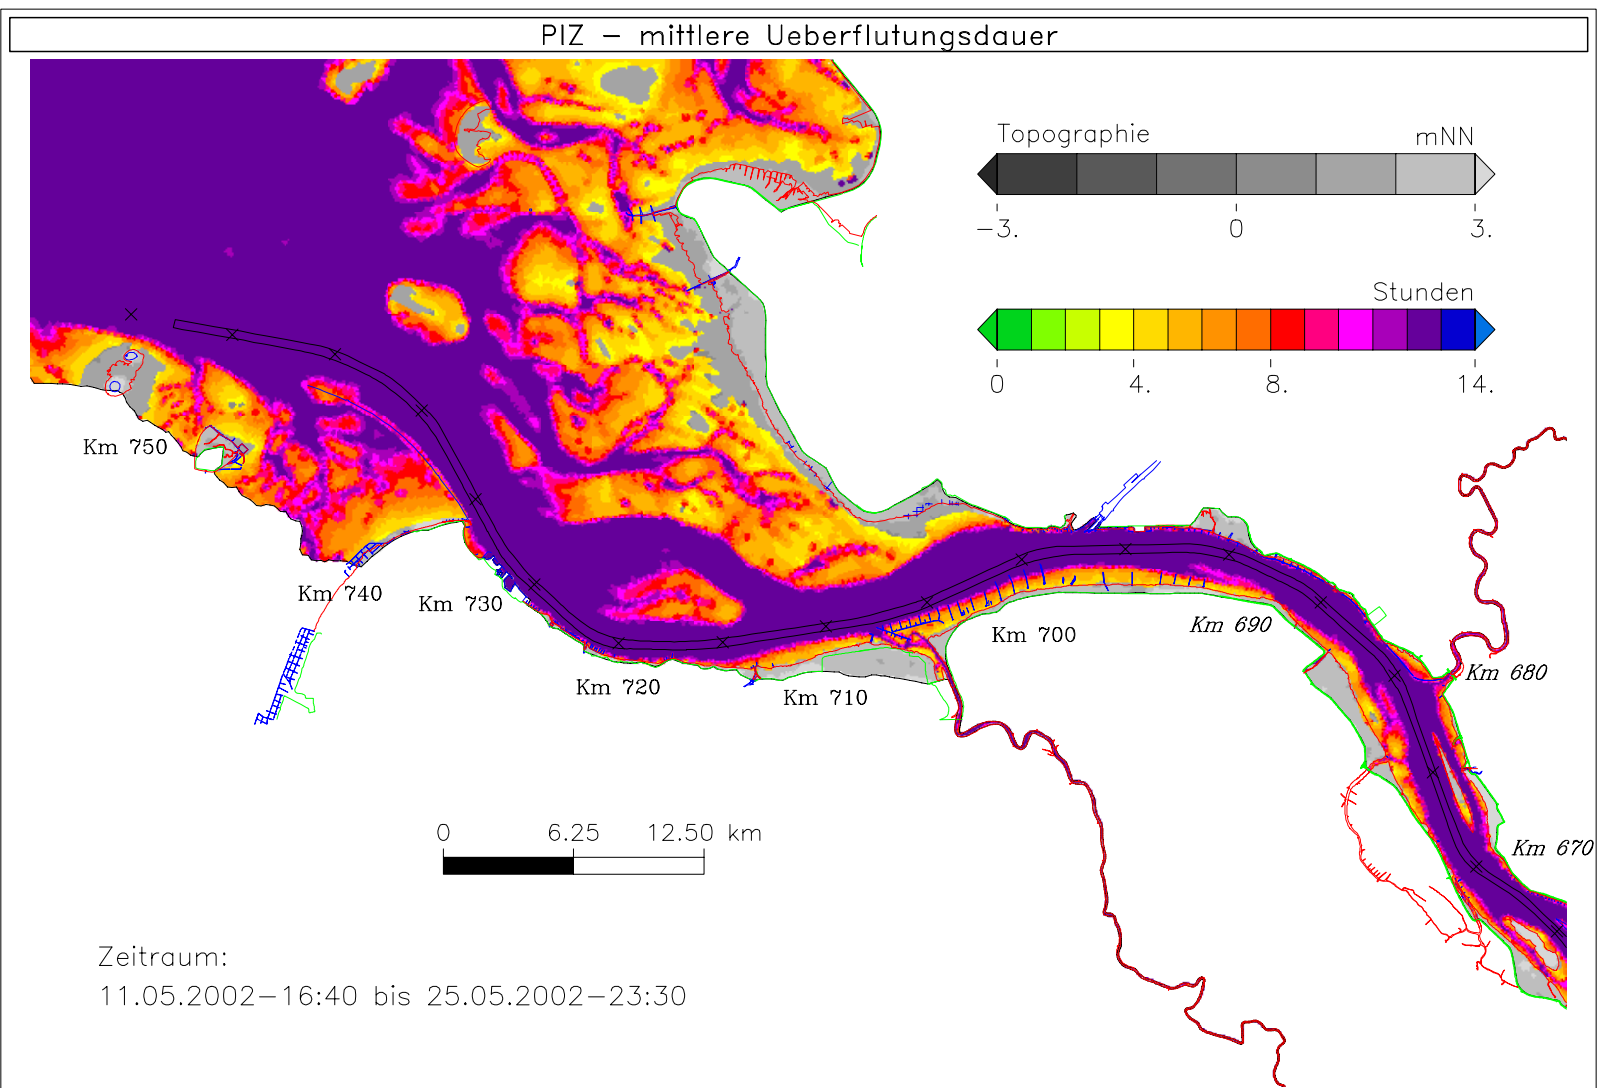 PIZ – mittlere Ueberflutungsdauer
Topographie mNN
−3. 0 3.
Stunden
0 4. 8. 14.
Km 750
Km 740
Km 730
Km 720
Km 710
Km 700
Km 690
Km 680
Km 670
0 6.25 12.50 km
Zeitraum:
11.05.2002−16:40 bis 25.05.2002−23:30